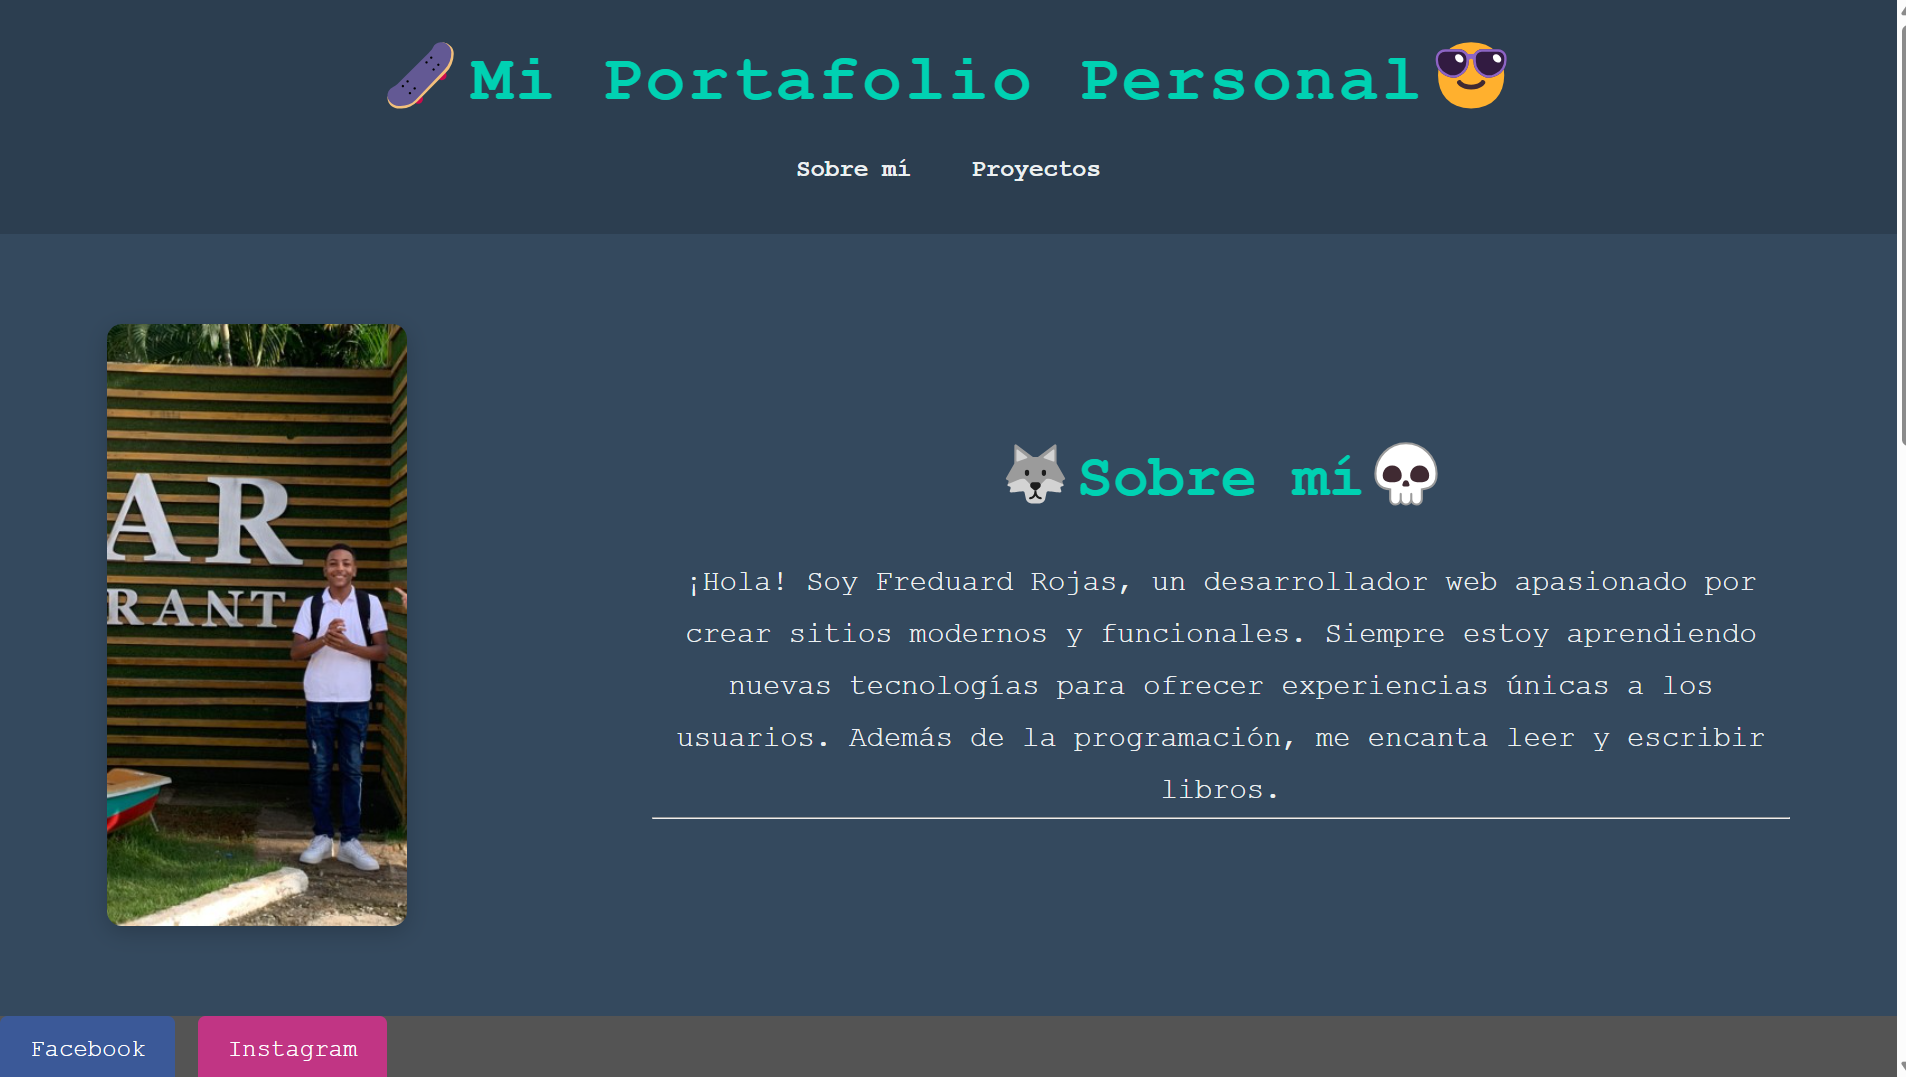 Mi Portafolio Personal
Sobre mí Proyectos
AR
RANT
Sobre mí
¡Hola! Soy Freduard Rojas, un desarrollador web apasionado por
crear sitios modernos y funcionales. Siempre estoy aprendiendo
nuevas tecnologías para ofrecer experiencias únicas a los
usuarios. Además de la programación, me encanta leer y escribir
libros.
Facebook Instagram